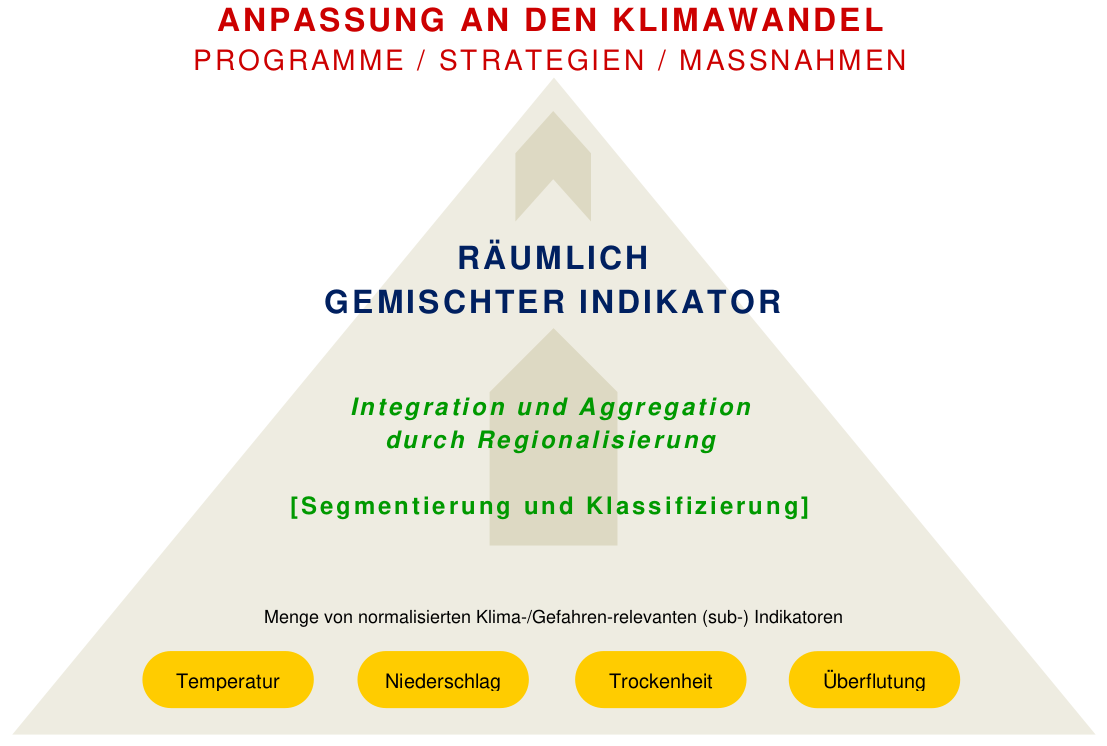 ANPASSUNG AN DEN KLIMAWANDEL
PROGRAMME / STRATEGIEN / MASSNAHMEN
RÄUMLICH
GEMISCHTER INDIKATOR
Integration und Aggregation
durch Regionalisierung
[Segmentierung und Klassifizierung]
Menge von normalisierten Klima-/Gefahren-relevanten (sub-) Indikatoren
Temperatur
Niederschlag
Trockenheit
Überflutung